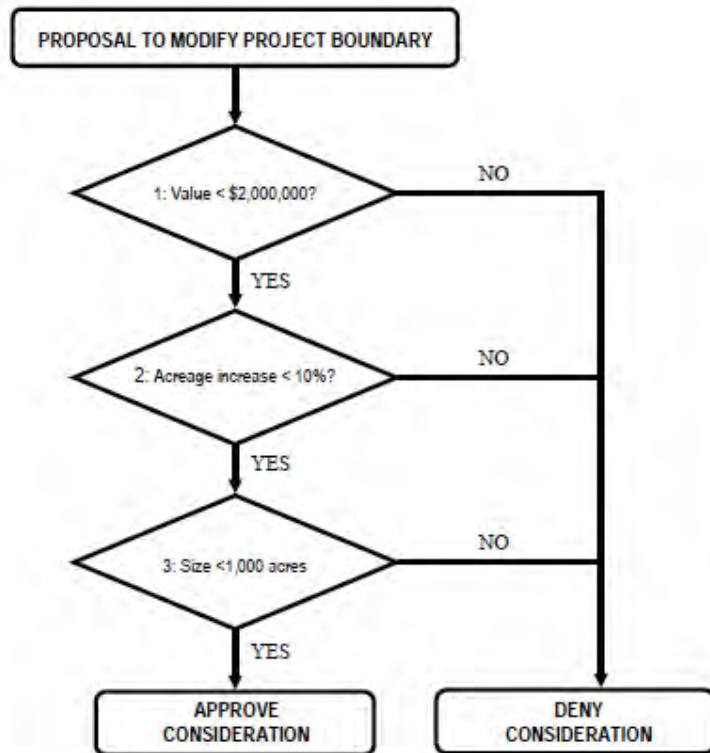 PROPOSAL TO MODIFY PROJECT BOUNDARY
1: Value < $2,000,000?
NO
YES
2: Acreage increase < 10%?
NO
YES
3: Size <1,000 acres
NO
YES
APPROVE
CONSIDERATION
DENY
CONSIDERATION